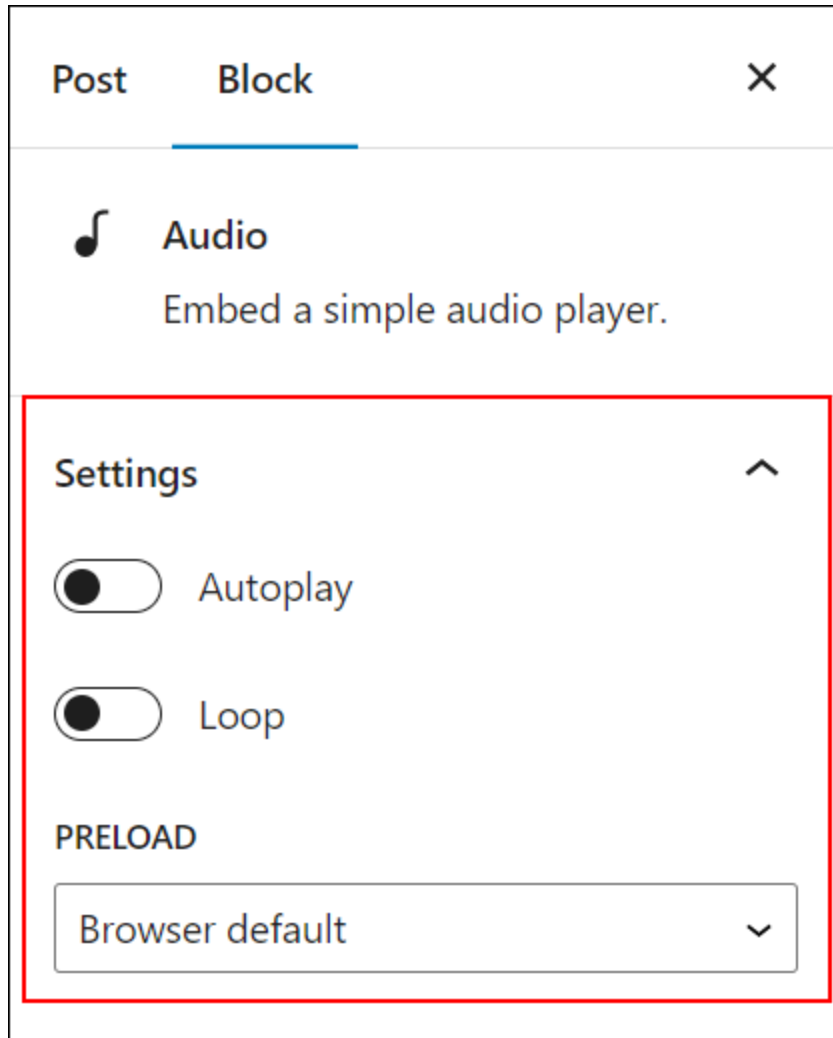 Post Block
Audio
Embed a simple audio player.
Settings
Autoplay
Loop
PRELOAD
Browser default